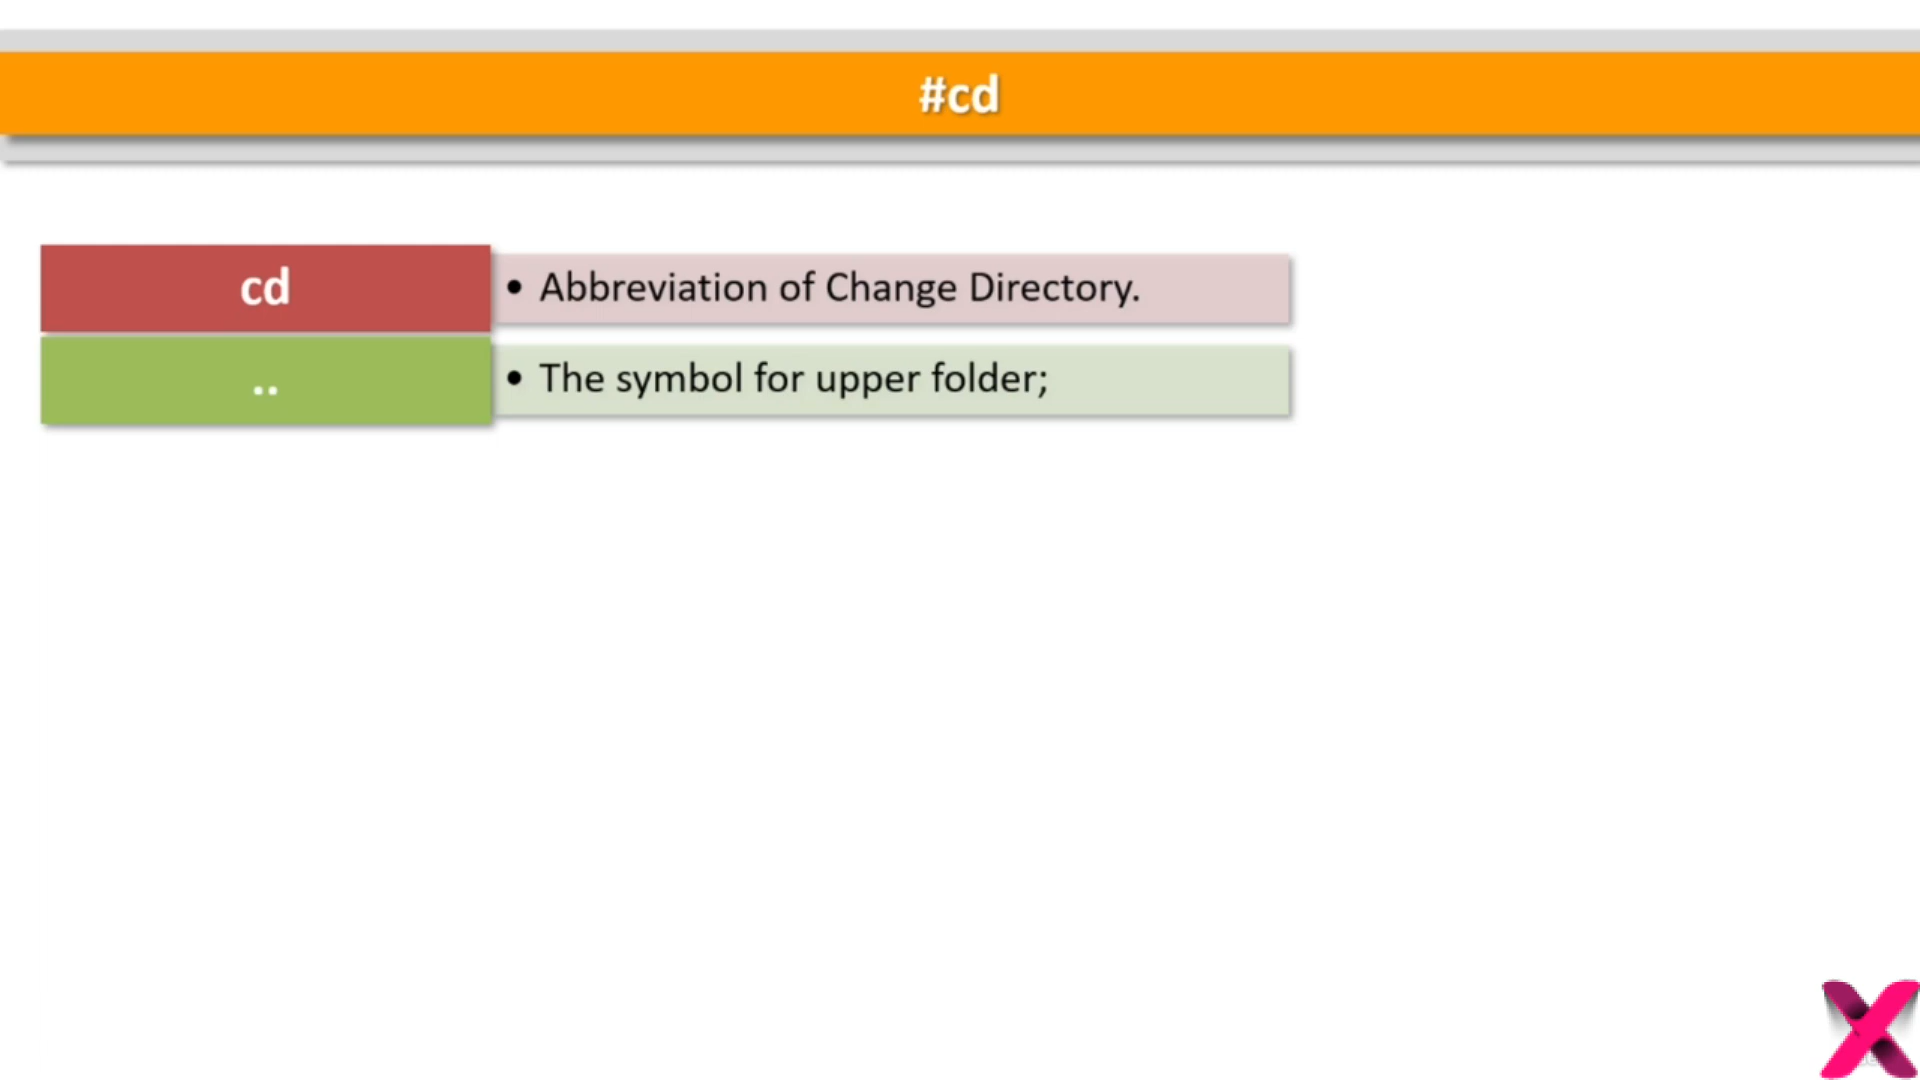 #cd
cd
• Abbreviation of Change Directory.
..
• The symbol for upper folder;